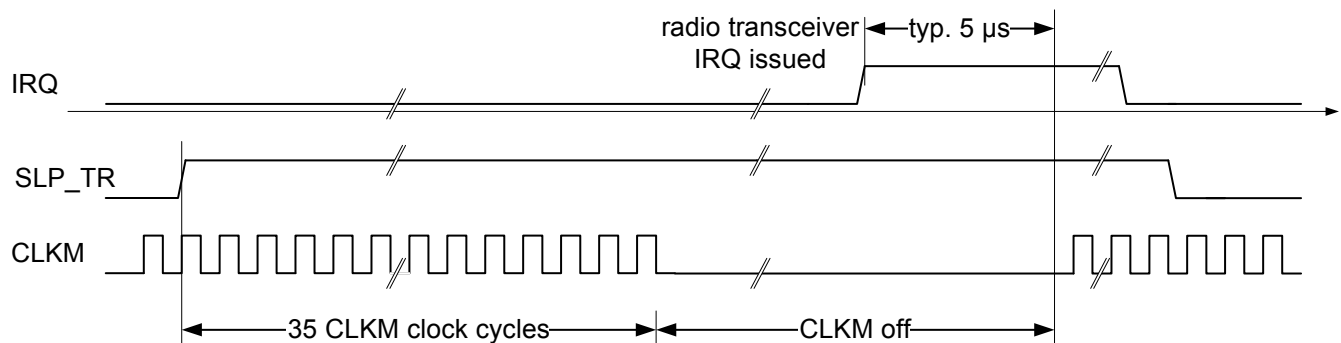 radio transceiver
IRQ issued
typ. 5 µs
IRQ
SLP_TR
CLKM
35 CLKM clock cycles
CLKM off